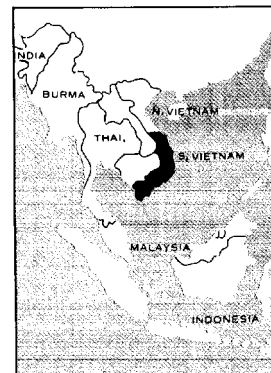 INDIA
BURMA
N. VIETNAM
THAI.
S. VIETNAM
MALAYSIA
INDONESIA